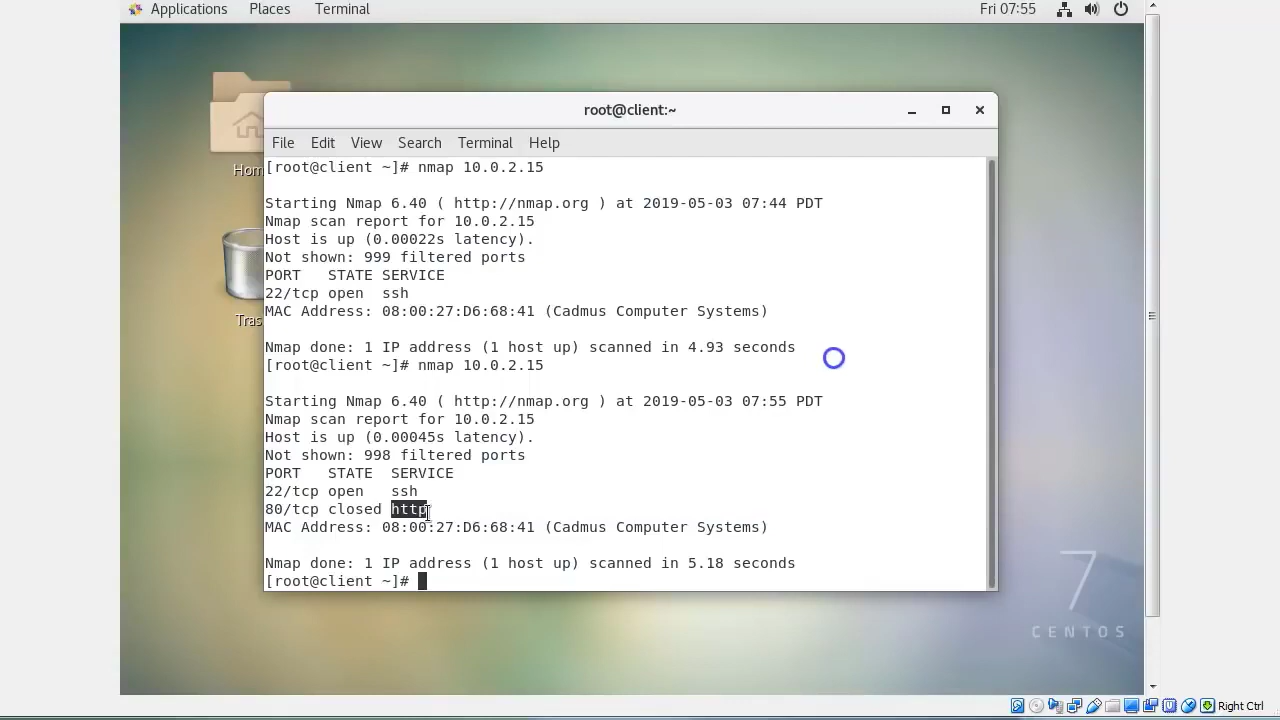 Applications Places Terminal Fri 07:55
Home
Tras
root@client:~
File Edit View Search Terminal Help
[root@client ~]# nmap 10.0.2.15
Starting Nmap 6.40 ( http://nmap.org ) at 2019-05-03 07:44 PDT
Nmap scan report for 10.0.2.15
Host is up (0.00022s latency).
Not shown: 999 filtered ports
PORT   STATE SERVICE
22/tcp open  ssh
MAC Address: 08:00:27:D6:68:41 (Cadmus Computer Systems)
Nmap done: 1 IP address (1 host up) scanned in 4.93 seconds
[root@client ~]# nmap 10.0.2.15
Starting Nmap 6.40 ( http://nmap.org ) at 2019-05-03 07:55 PDT
Nmap scan report for 10.0.2.15
Host is up (0.00045s latency).
Not shown: 998 filtered ports
PORT   STATE  SERVICE
22/tcp open   ssh
80/tcp closed http
MAC Address: 08:00:27:D6:68:41 (Cadmus Computer Systems)
Nmap done: 1 IP address (1 host up) scanned in 5.18 seconds
[root@client ~]#
7
CENTOS
Right Ctrl